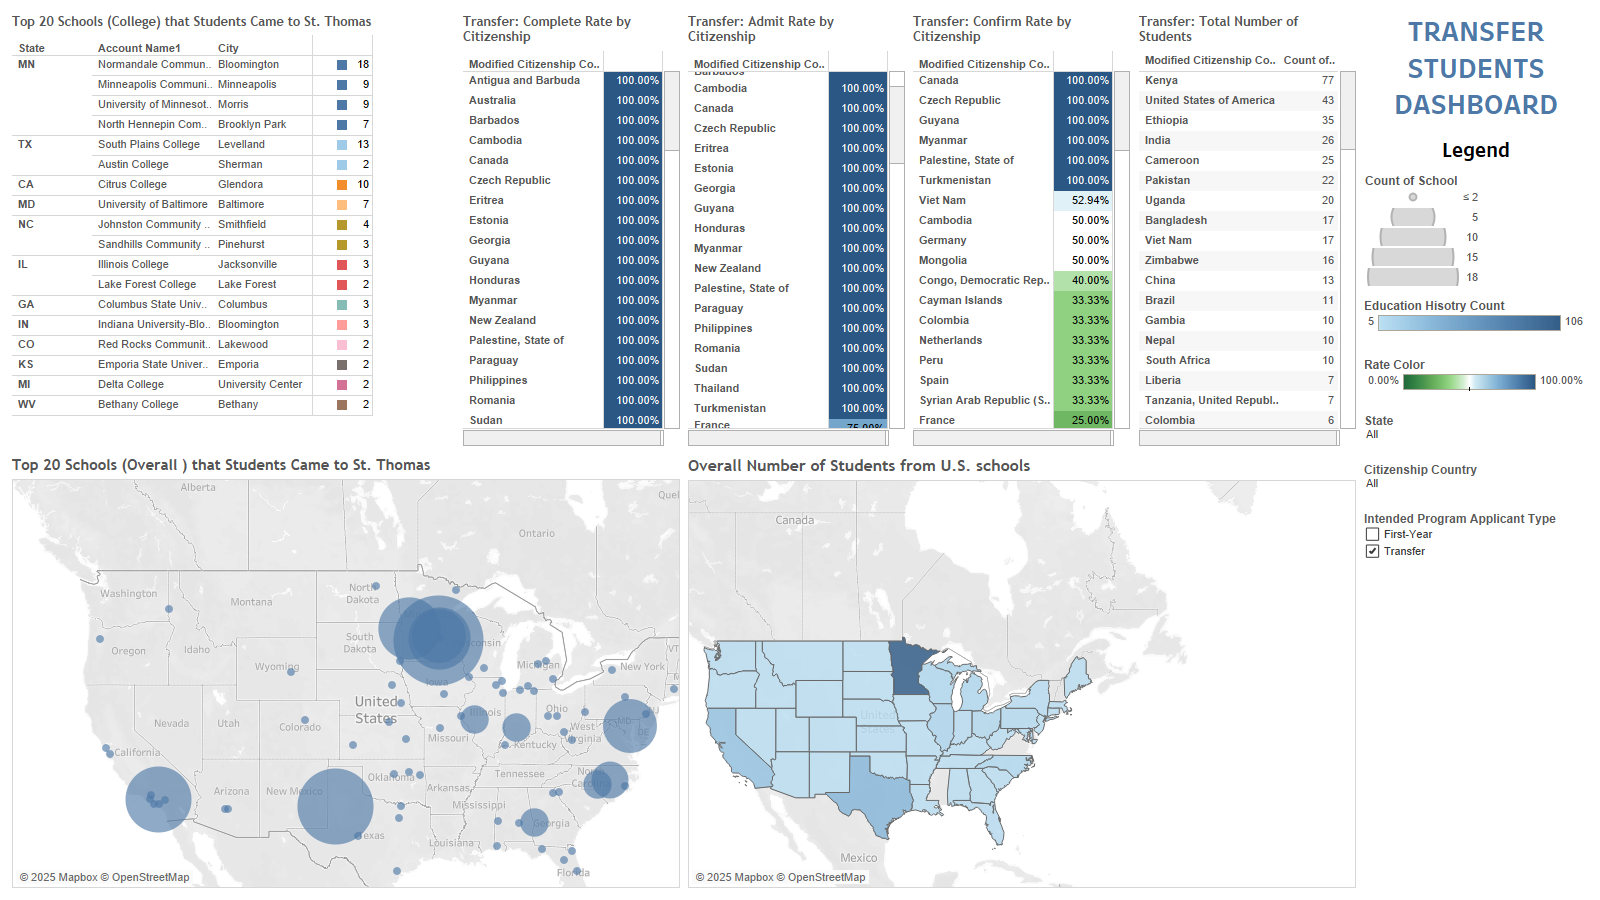 Top 20 Schools (College) that Students Came to St. Thomas
State Account Name1 City
MN Normandale Commun.. Bloomington 18
Minneapolis Communi.. Minneapolis 9
University of Minnesot.. Morris 9
North Hennepin Com.. Brooklyn Park 7
TX South Plains College Levelland 13
Austin College Sherman 2
CA Citrus College Glendora 10
MD University of Baltimore Baltimore 7
NC Johnston Community .. Smithfield 4
Sandhills Community .. Pinehurst 3
IL Illinois College Jacksonville 3
Lake Forest College Lake Forest 2
GA Columbus State Univ.. Columbus 3
IN Indiana University-Blo.. Bloomington 3
CO Red Rocks Communit.. Lakewood 2
KS Emporia State Univer.. Emporia 2
MI Delta College University Center 2
WV Bethany College Bethany 2
Transfer: Complete Rate by
Citizenship
Modified Citizenship Co..
Antigua and Barbuda 100.00%
Australia 100.00%
Barbados 100.00%
Cambodia 100.00%
Canada 100.00%
Czech Republic 100.00%
Eritrea 100.00%
Estonia 100.00%
Georgia 100.00%
Guyana 100.00%
Honduras 100.00%
Myanmar 100.00%
New Zealand 100.00%
Palestine, State of 100.00%
Paraguay 100.00%
Philippines 100.00%
Romania 100.00%
Sudan 100.00%
Transfer: Admit Rate by
Citizenship
Modified Citizenship Co..
Barbados
Cambodia 100.00%
Canada 100.00%
Czech Republic 100.00%
Eritrea 100.00%
Estonia 100.00%
Georgia 100.00%
Guyana 100.00%
Honduras 100.00%
Myanmar 100.00%
New Zealand 100.00%
Palestine, State of 100.00%
Paraguay 100.00%
Philippines 100.00%
Romania 100.00%
Sudan 100.00%
Thailand 100.00%
Turkmenistan 100.00%
France 75.00%
Transfer: Confirm Rate by
Citizenship
Modified Citizenship Co..
Canada 100.00%
Czech Republic 100.00%
Guyana 100.00%
Myanmar 100.00%
Palestine, State of 100.00%
Turkmenistan 100.00%
Viet Nam 52.94%
Cambodia 50.00%
Germany 50.00%
Mongolia 50.00%
Congo, Democratic Rep.. 40.00%
Cayman Islands 33.33%
Colombia 33.33%
Netherlands 33.33%
Peru 33.33%
Spain 33.33%
Syrian Arab Republic (S.. 33.33%
France 25.00%
Transfer: Total Number of
Students
Modified Citizenship Co.. Count of..
Kenya 77
United States of America 43
Ethiopia 35
India 26
Cameroon 25
Pakistan 22
Uganda 20
Bangladesh 17
Viet Nam 17
Zimbabwe 16
China 13
Brazil 11
Gambia 10
Nepal 10
South Africa 10
Liberia 7
Tanzania, United Republ.. 7
Colombia 6
TRANSFER
STUDENTS
DASHBOARD
Legend
Count of School
≤ 2
5
10
15
18
Education Hisotry Count
5 106
Rate Color
0.00% 100.00%
State
All
Citizenship Country
All
Intended Program Applicant Type
First-Year
Transfer
Top 20 Schools (Overall ) that Students Came to St. Thomas
Alberta
Quel
Ontario
Washington
Montana
North
Dakota
South
Dakota
consin
Oregon
Idaho
Wyoming
Michigan
New York
VT
Iowa
United
States
Nevada
Utah
Colorado
Illinois
Ohio
West
Virginia
NJ
MD
DE
California
Missouri
Kentucky
Tennessee
North
Carolina
Arizona
New Mexico
Oklahoma
Arkansas
Mississippi
Georgia
Texas
Louisiana
Florida
© 2025 Mapbox © OpenStreetMap
Overall Number of Students from U.S. schools
Canada
United
States
Mexico
© 2025 Mapbox © OpenStreetMap